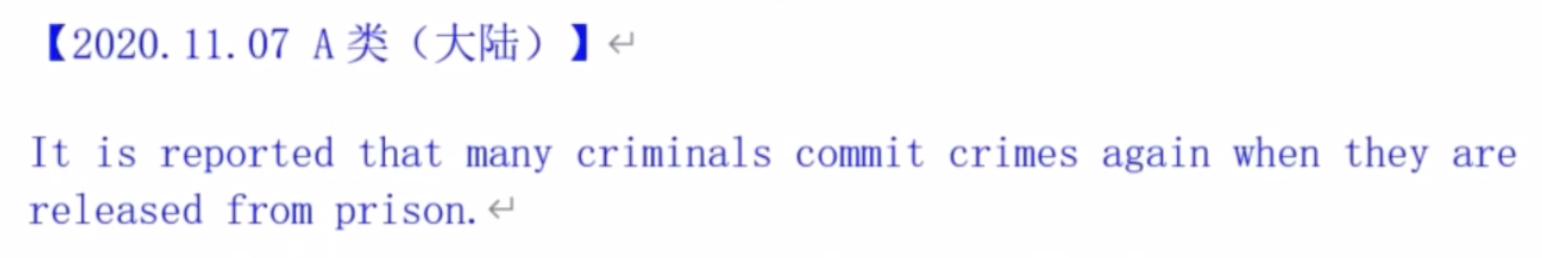 【2020.11.07 A类（大陆）】↵
It is reported that many criminals commit crimes again when they are
released from prison.↵